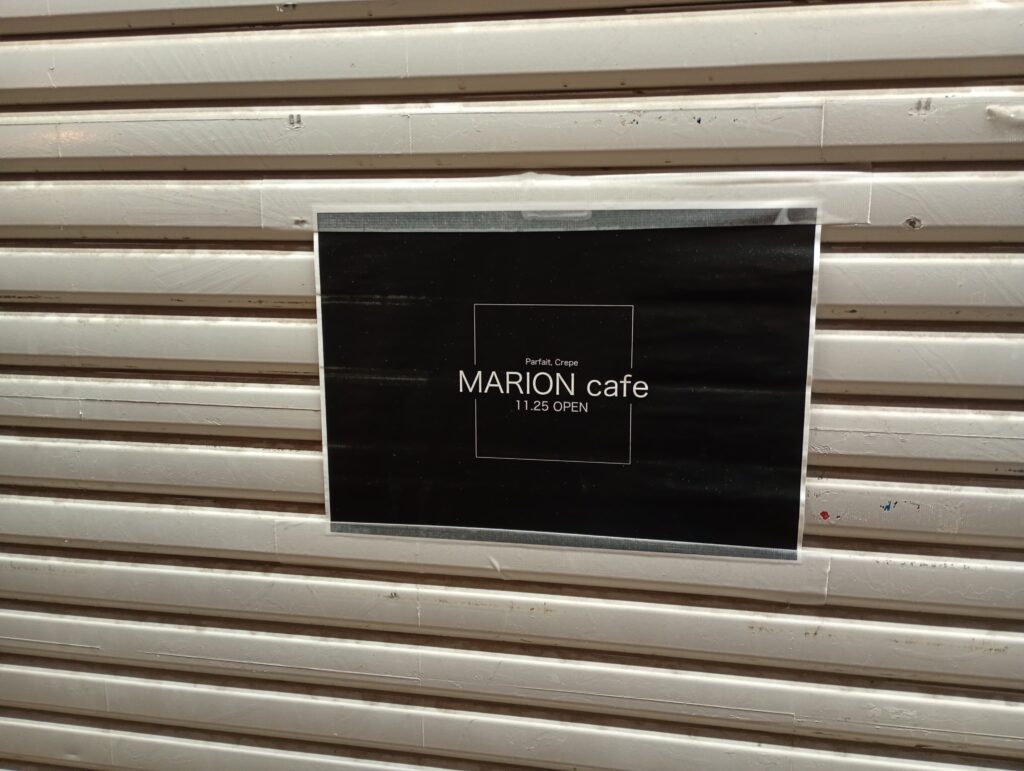 Parfait, Crepe
MARION cafe
11.25 OPEN